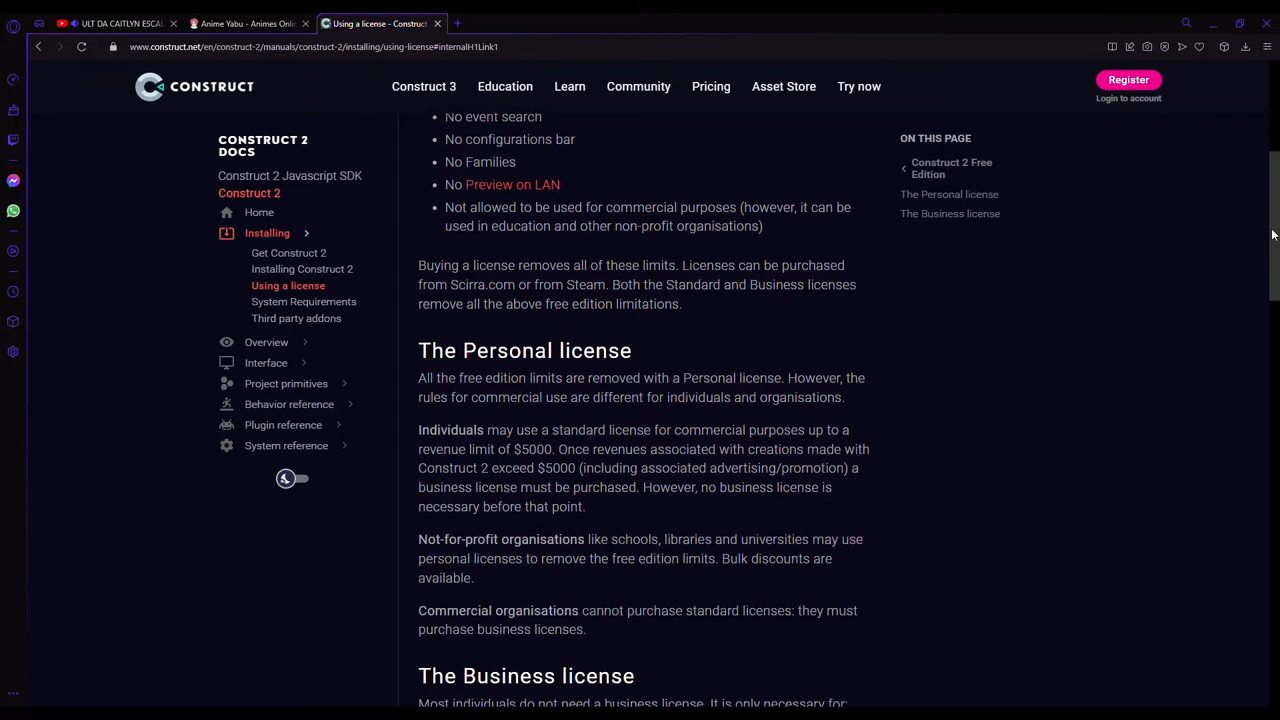 ULT DA CAITLYN ESCAL
Anime Yabu - Animes Onlin
Using a license - Construct
www.construct.net/en/construct-2/manuals/construct-2/installing/using-license#internalH1Link1
CONSTRUCT
Construct 3
Education
Learn
Community
Pricing
Asset Store
Try now
Register
Login to account
CONSTRUCT 2
DOCS
Construct 2 Javascript SDK
Construct 2
Home
Installing
Get Construct 2
Installing Construct 2
Using a license
System Requirements
Third party addons
Overview
Interface
Project primitives
Behavior reference
Plugin reference
System reference
• No event search
• No configurations bar
• No Families
• No Preview on LAN
• Not allowed to be used for commercial purposes (however, it can be
used in education and other non-profit organisations)
Buying a license removes all of these limits. Licenses can be purchased
from Scirra.com or from Steam. Both the Standard and Business licenses
remove all the above free edition limitations.
The Personal license
All the free edition limits are removed with a Personal license. However, the
rules for commercial use are different for individuals and organisations.
Individuals may use a standard license for commercial purposes up to a
revenue limit of $5000. Once revenues associated with creations made with
Construct 2 exceed $5000 (including associated advertising/promotion) a
business license must be purchased. However, no business license is
necessary before that point.
Not-for-profit organisations like schools, libraries and universities may use
personal licenses to remove the free edition limits. Bulk discounts are
available.
Commercial organisations cannot purchase standard licenses: they must
purchase business licenses.
The Business license
Most individuals do not need a business license. It is only necessary for:
ON THIS PAGE
Construct 2 Free
Edition
The Personal license
The Business license